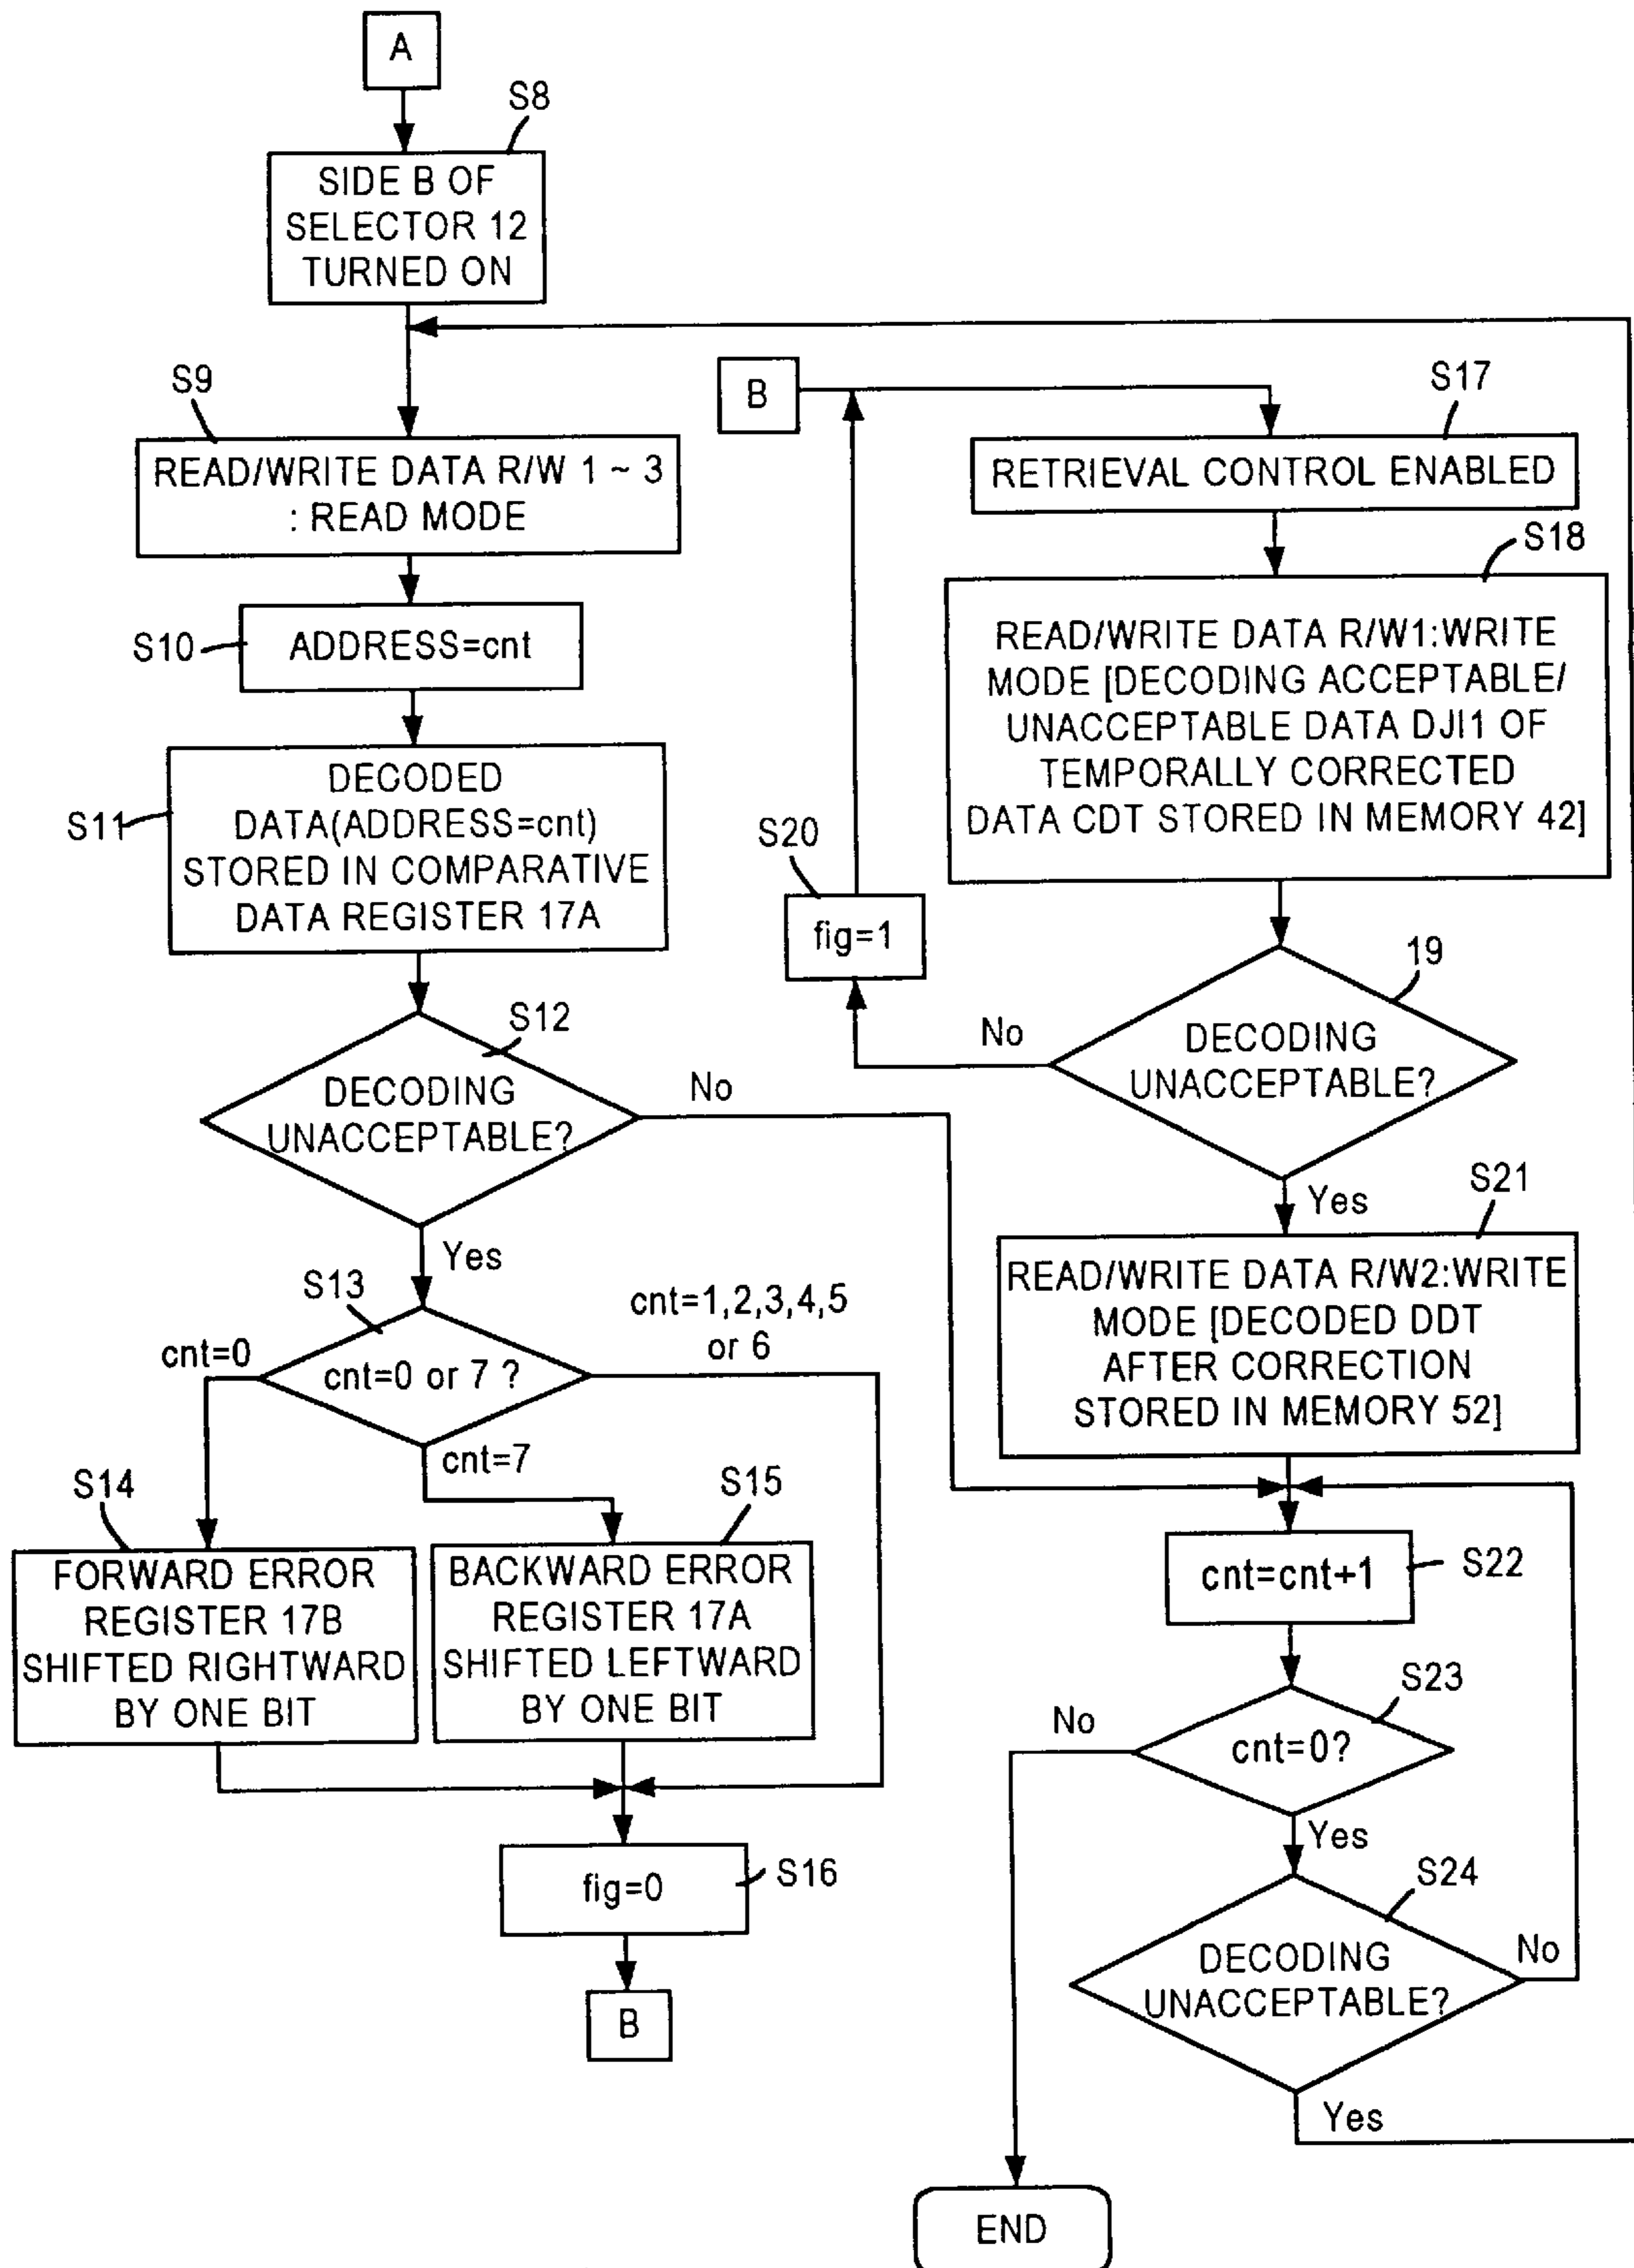 A
S8
SIDE B OF
SELECTOR 12
TURNED ON
S9
READ/WRITE DATA R/W 1 ~ 3
: READ MODE
S10
ADDRESS=cnt
S11
DECODED
DATA(ADDRESS=cnt)
STORED IN COMPARATIVE
DATA REGISTER 17A
S12
DECODING
UNACCEPTABLE?
No
Yes
S13
cnt=0 or 7 ?
cnt=0
cnt=1,2,3,4,5
or 6
cnt=7
S14
FORWARD ERROR
REGISTER 17B
SHIFTED RIGHTWARD
BY ONE BIT
S15
BACKWARD ERROR
REGISTER 17A
SHIFTED LEFTWARD
BY ONE BIT
S16
fig=0
B
B
S17
RETRIEVAL CONTROL ENABLED
S18
READ/WRITE DATA R/W1:WRITE
MODE [DECODING ACCEPTABLE/
UNACCEPTABLE DATA DJI1 OF
TEMPORALLY CORRECTED
DATA CDT STORED IN MEMORY 42]
19
DECODING
UNACCEPTABLE?
No
S20
fig=1
Yes
S21
READ/WRITE DATA R/W2:WRITE
MODE [DECODED DDT
AFTER CORRECTION
STORED IN MEMORY 52]
S22
cnt=cnt+1
S23
cnt=0?
No
Yes
S24
DECODING
UNACCEPTABLE?
No
Yes
END